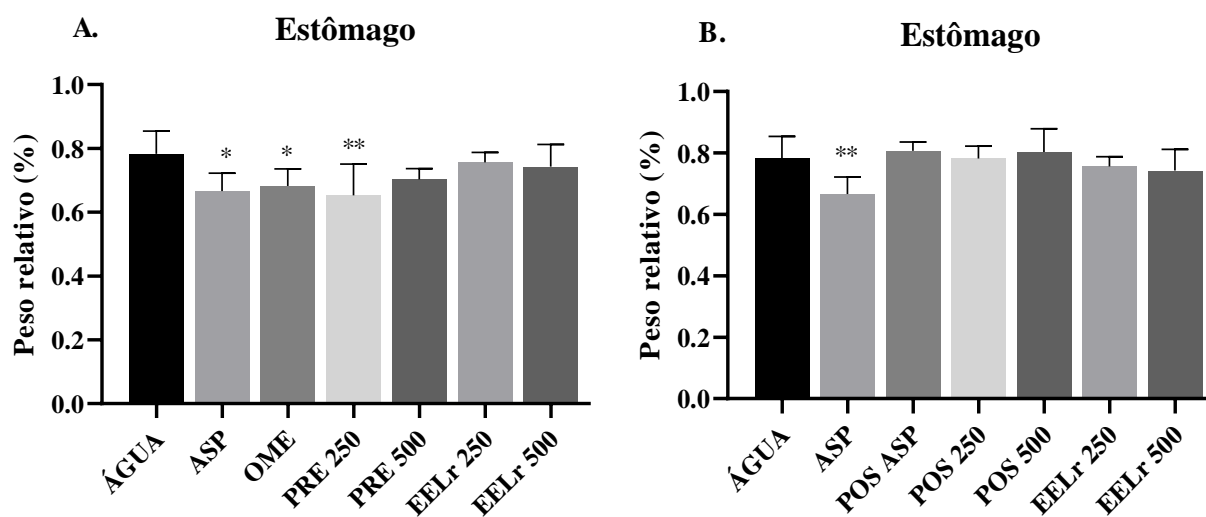 A.
Estômago
Peso relativo (%)
1.0
0.8
0.6
0.4
0.2
0.0
*
*
**
ÁGUA
ASP
OME
PRE 250
PRE 500
EELr 250
EELr 500
B.
Estômago
Peso relativo (%)
1.0
0.8
0.6
0.4
0.2
0.0
**
ÁGUA
ASP
POS ASP
POS 250
POS 500
EELr 250
EELr 500